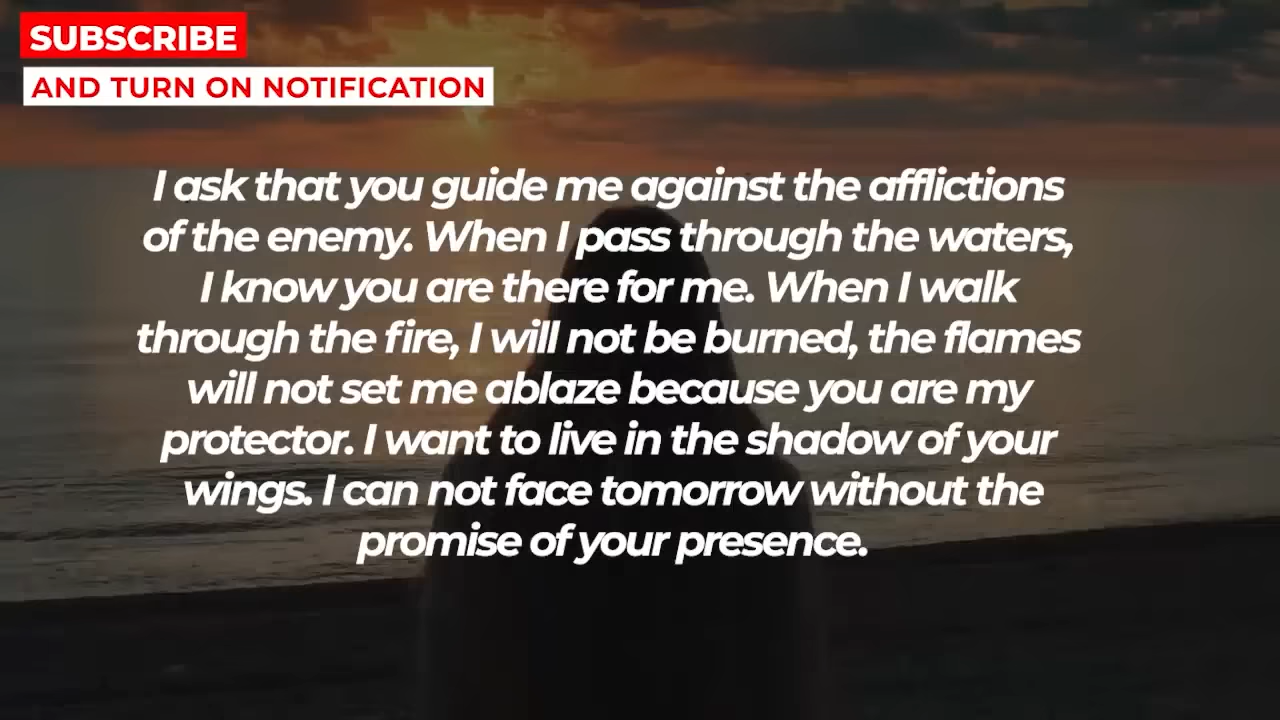 SUBSCRIBE
AND TURN ON NOTIFICATION
I ask that you guide me against the afflictions
of the enemy. When I pass through the waters,
I know you are there for me. When I walk
through the fire, I will not be burned, the flames
will not set me ablaze because you are my
protector. I want to live in the shadow of your
wings. I can not face tomorrow without the
promise of your presence.